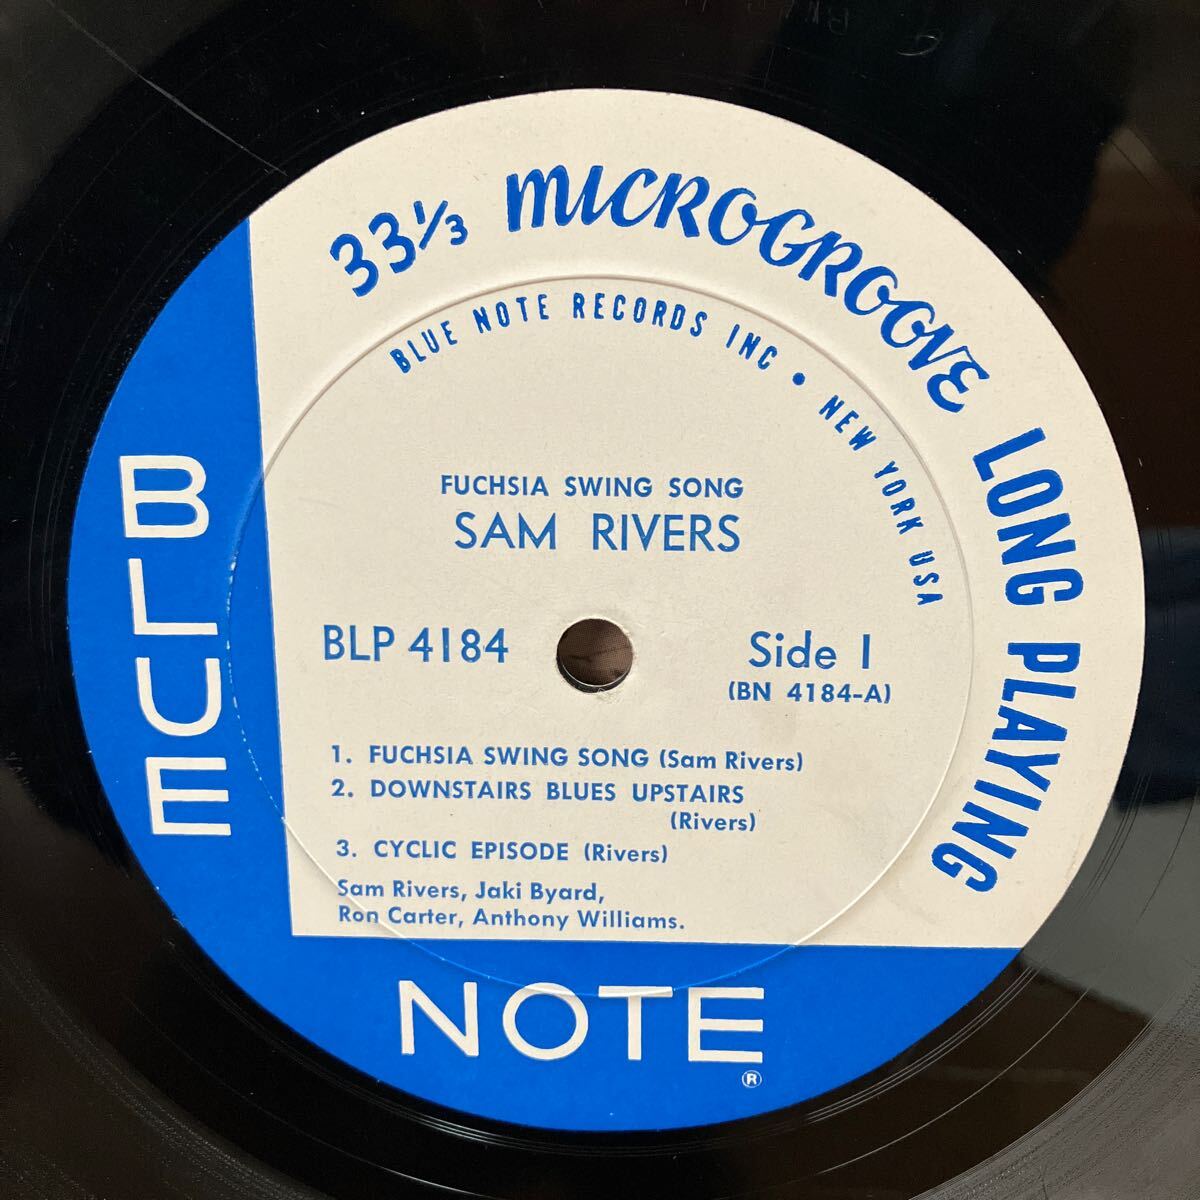 33⅓ MICROGROOVE LONG PLAYING
BLUE NOTE RECORDS INC • NEW YORK USA
FUCHSIA SWING SONG
SAM RIVERS
BLP 4184
Side 1
(BN 4184-A)
1. FUCHSIA SWING SONG (Sam Rivers)
2. DOWNSTAIRS BLUES UPSTAIRS
(Rivers)
3. CYCLIC EPISODE (Rivers)
Sam Rivers, Jaki Byard,
Ron Carter, Anthony Williams.
BLUE
NOTE
®